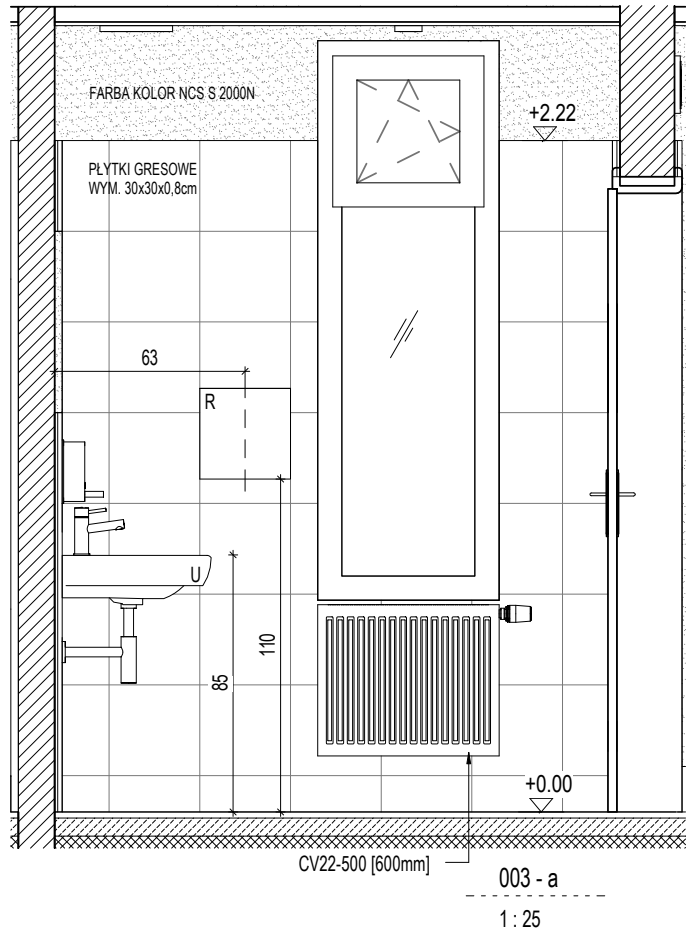 FARBA KOLOR NCS S 2000N
+2.22
PŁYTKI GRESOWE
WYM. 30x30x0,8cm
63
R
U
110
85
+0.00
CV22-500 [600mm]
003 - a
1 : 25